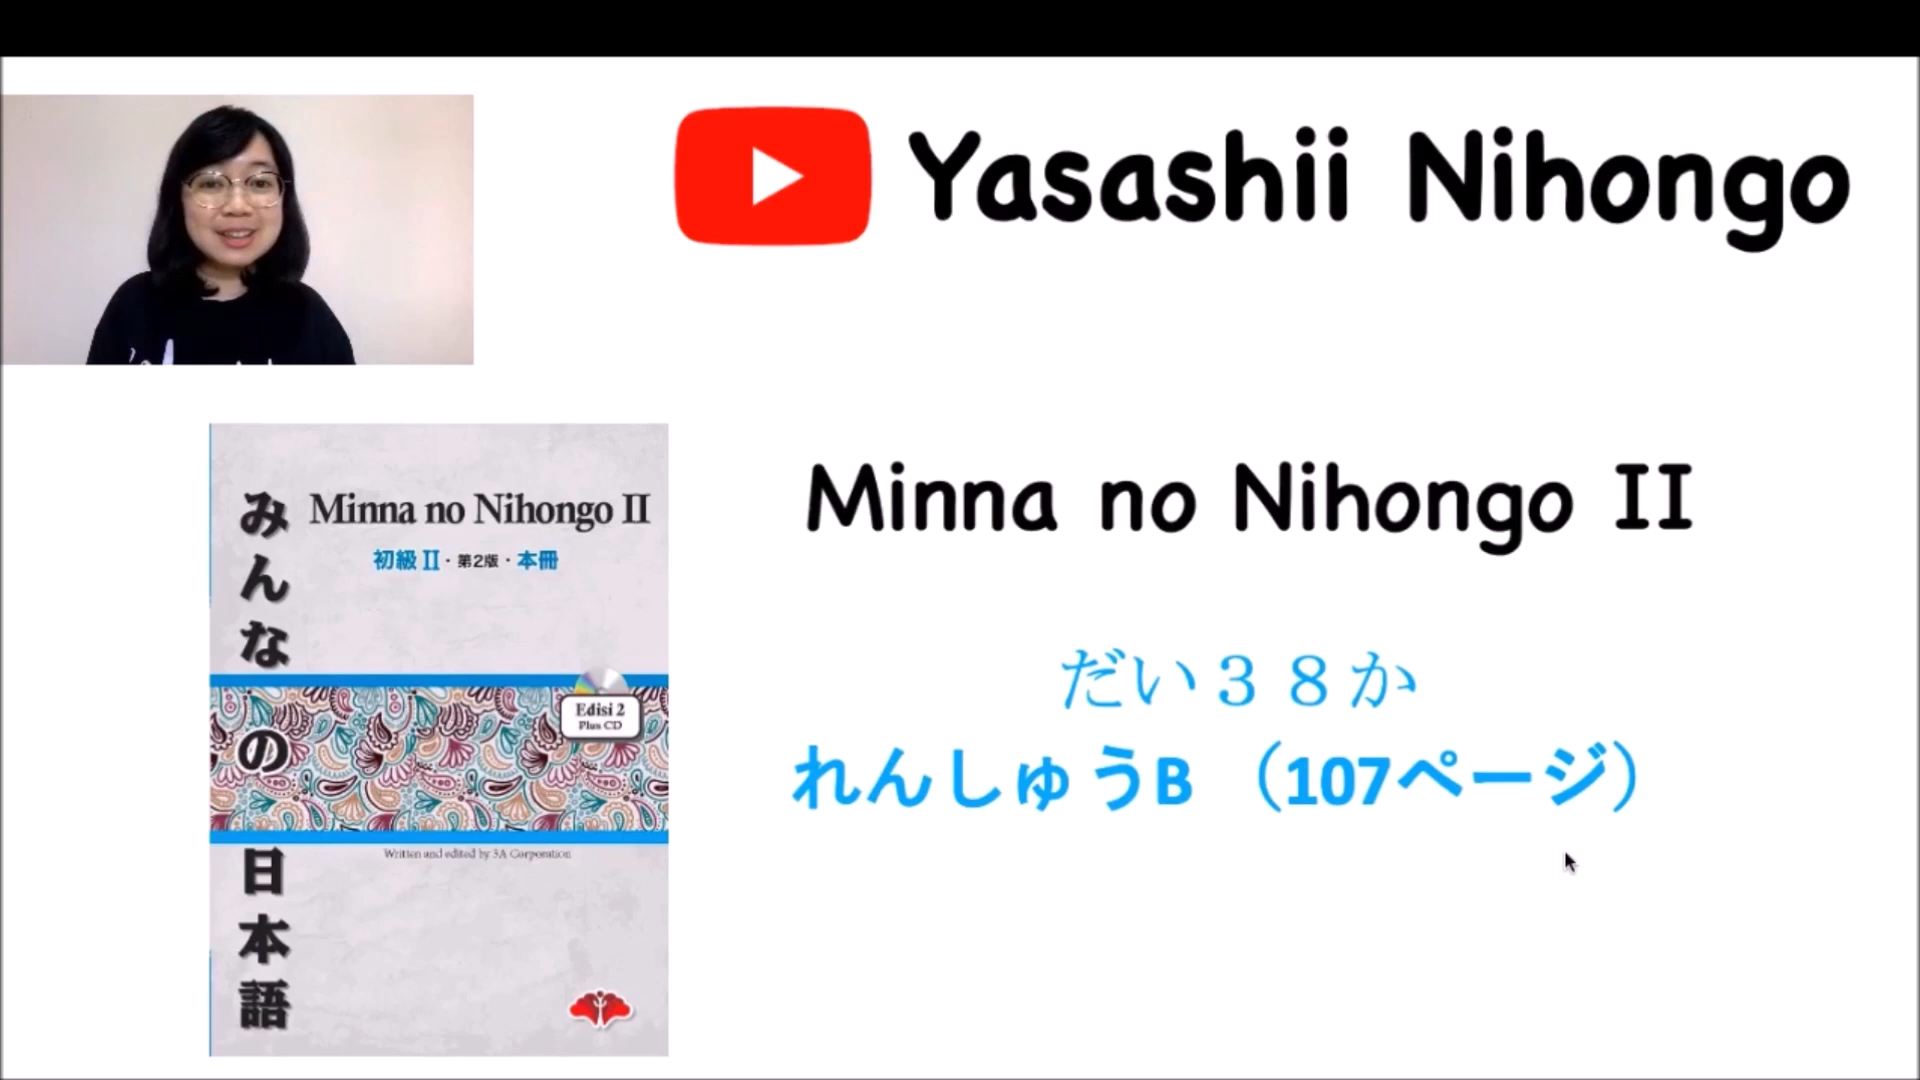 Yasashii Nihongo
Minna no Nihongo II
だい３８か
れんしゅうB （107ページ）
みんなの日本語
Minna no Nihongo II
初級 II・第2版・本冊
Edisi 2
Plus CD
Written and edited by 3A Corporation